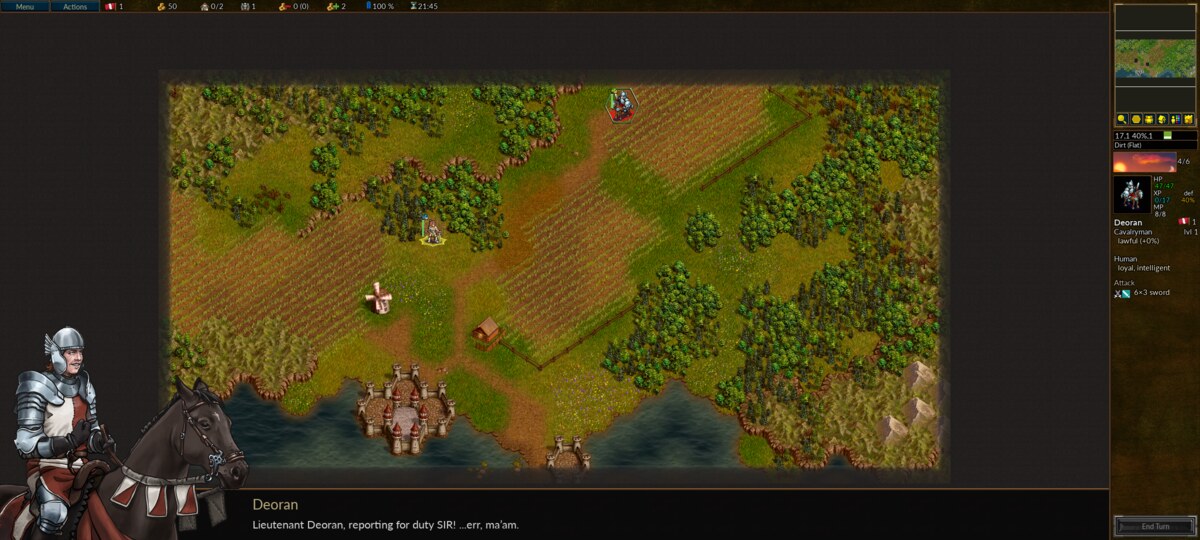 Menu Actions 1 50 0/2 1 0 (0) +2 100 % 21:45
17,1 40%,1
Dirt (Flat)
4/6
HP
47/47
XP def
0/17 40%
MP
8/8
Deoran 1
Cavalryman lvl 1
lawful (+0%)
Human
loyal, intelligent
Attack
6×3 sword
Deoran
Lieutenant Deoran, reporting for duty SIR! ...err, ma'am.
End Turn